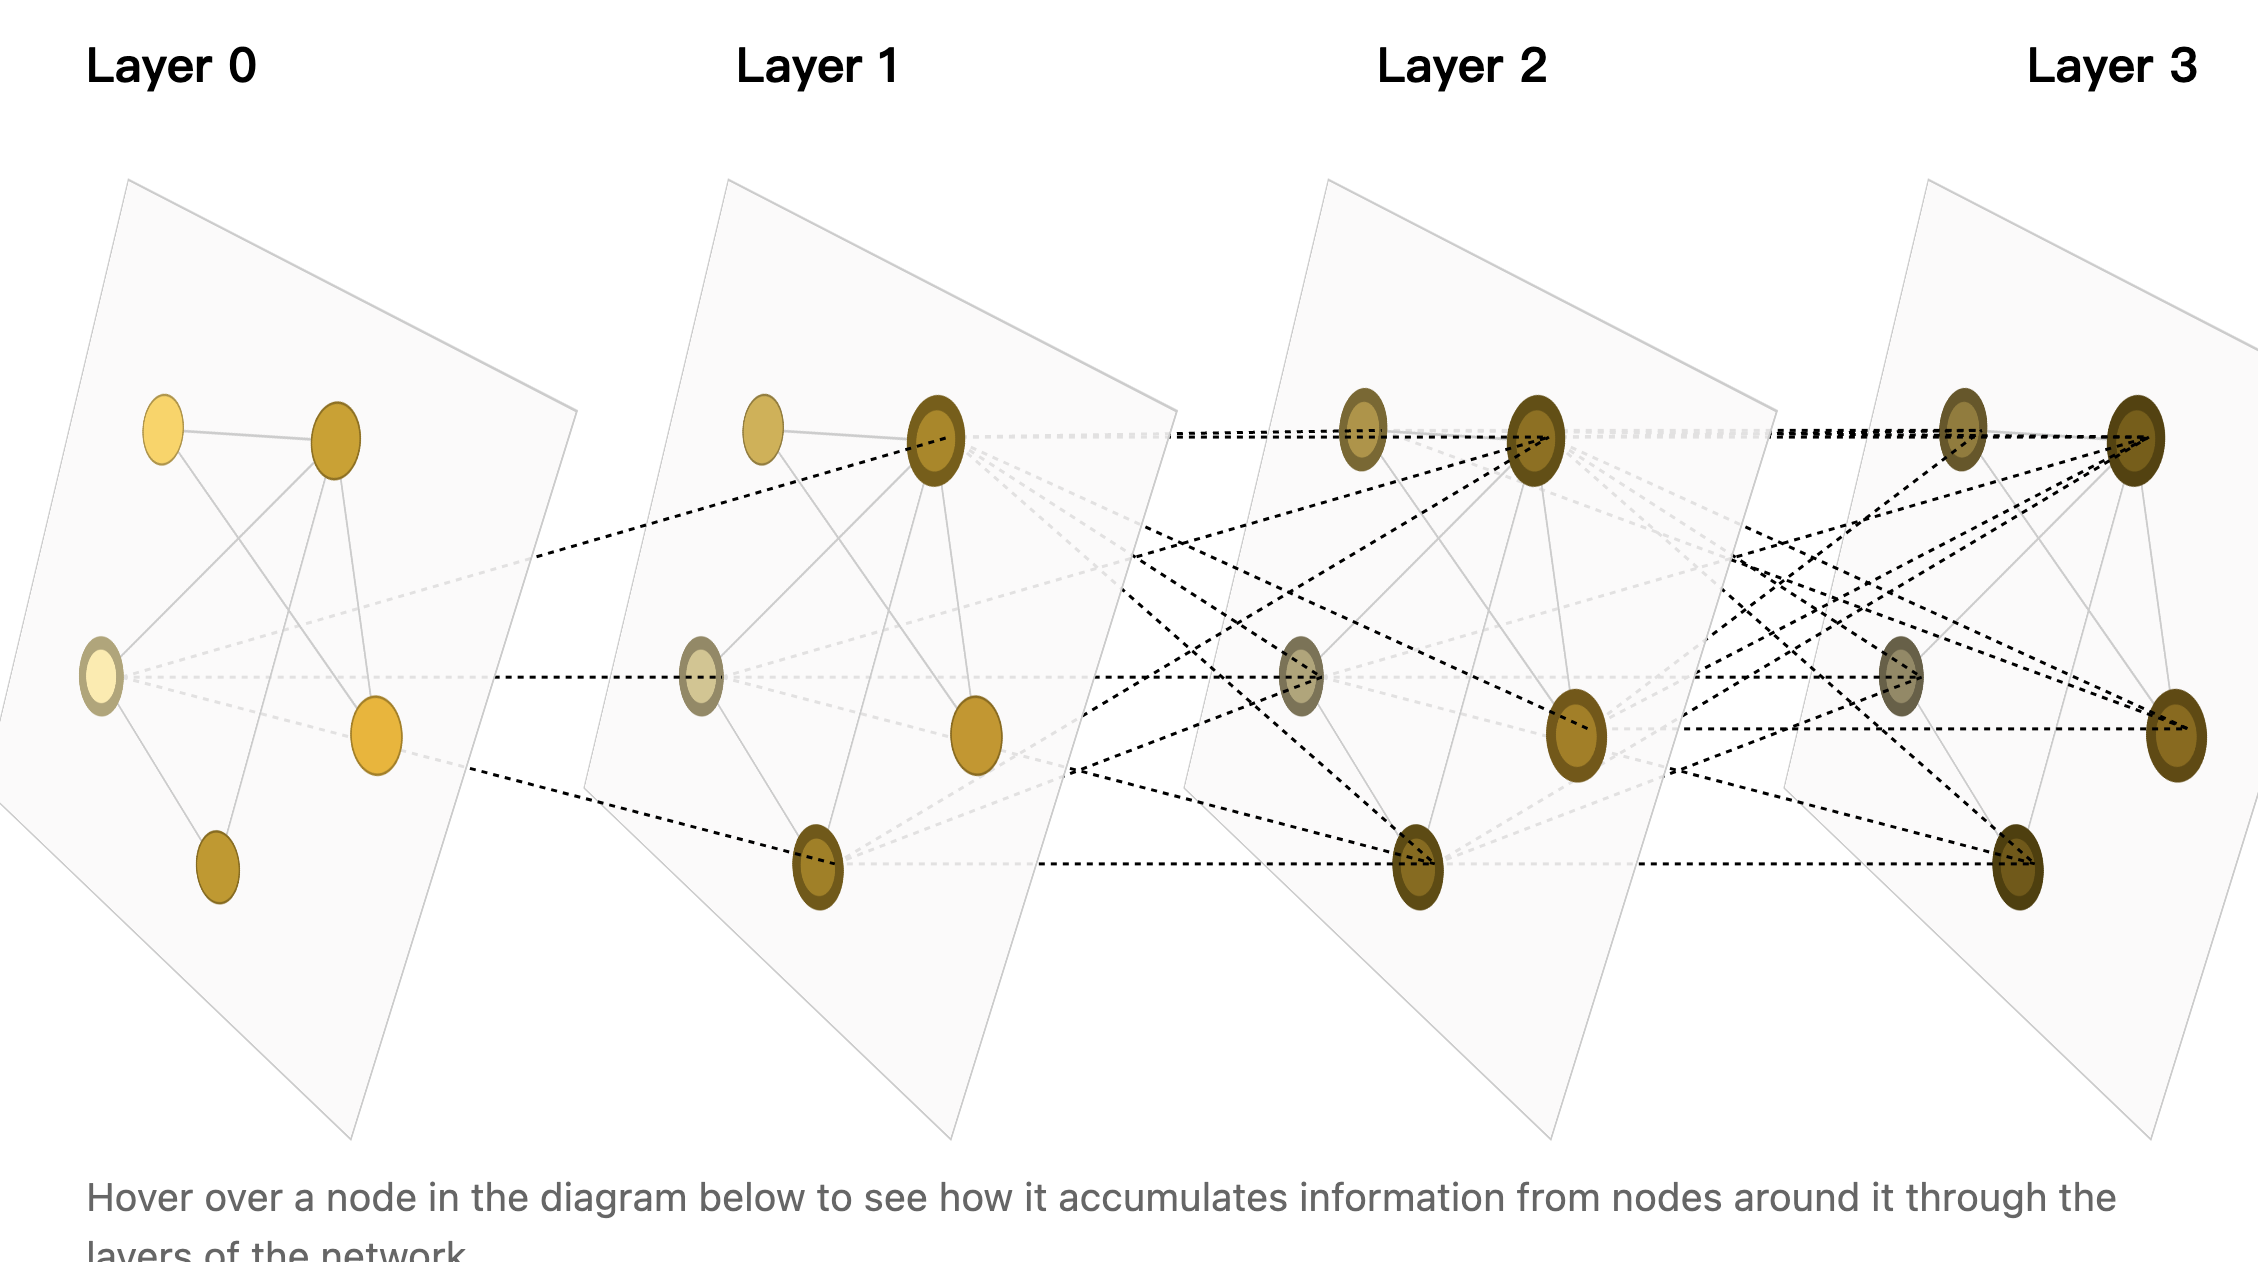 Layer 0
Layer 1
Layer 2
Layer 3
Hover over a node in the diagram below to see how it accumulates information from nodes around it through the
layers of the network